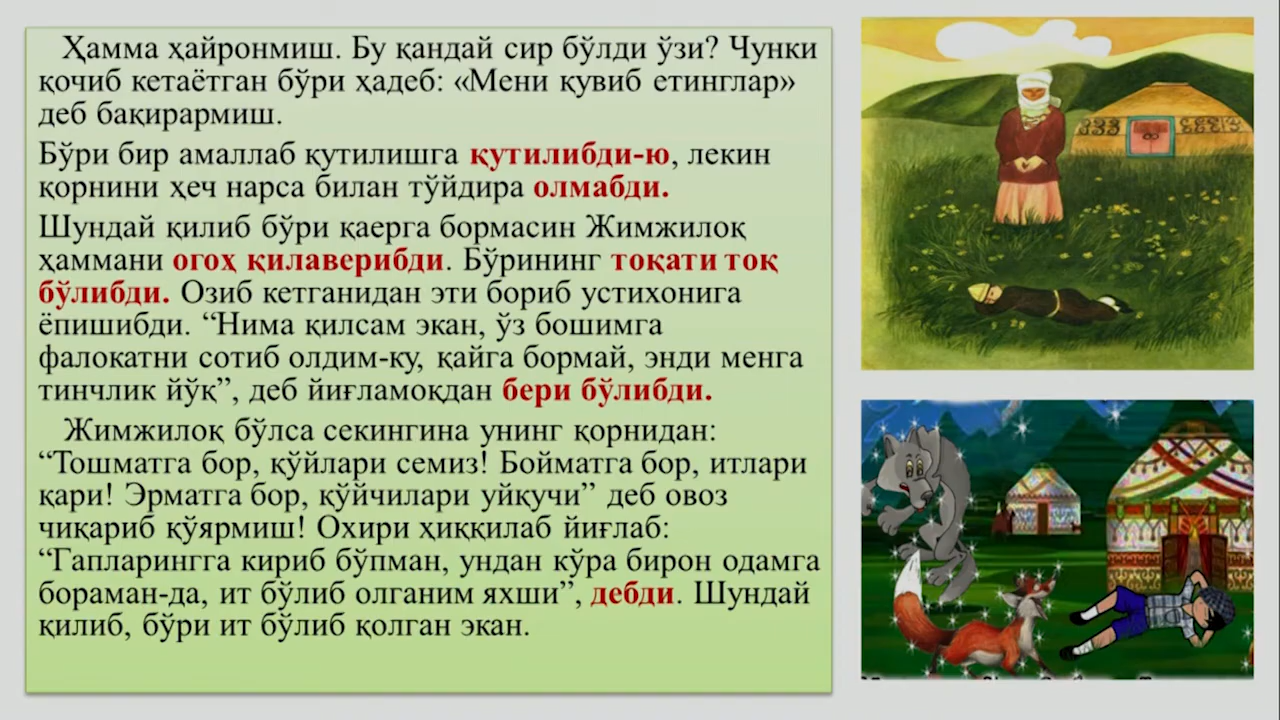 Ҳамма ҳайронмиш. Бу қандай сир бўлди ўзи? Чунки
қочиб кетаётган бўри ҳадеб: «Мени қувиб етинглар»
деб бақирармиш.
Бўри бир амаллаб қутилишга қутилибди-ю, лекин
қорнини ҳеч нарса билан тўйдира олмабди.
Шундай қилиб бўри қаерга бормасин Жимжилоқ
ҳаммани огоҳ қилаверибди. Бўрининг тоқати тоқ
бўлибди. Озиб кетганидан эти бориб устихонига
ёпишибди. “Нима қилсам экан, ўз бошимга
фалокатни сотиб олдим-ку, қайга бормай, энди менга
тинчлик йўқ”, деб йиғламоқдан бери бўлибди.
Жимжилоқ бўлса секингина унинг қорнидан:
“Тошматга бор, қўйлари семиз! Бойматга бор, итлари
қари! Эрматга бор, қўйчилари уйқучи” деб овоз
чиқариб қўярмиш! Охири ҳиққилаб йиғлаб:
“Гапларингга кириб бўпман, ундан кўра бирон одамга
бораман-да, ит бўлиб олганим яхши”, дебди. Шундай
қилиб, бўри ит бўлиб қолган экан.